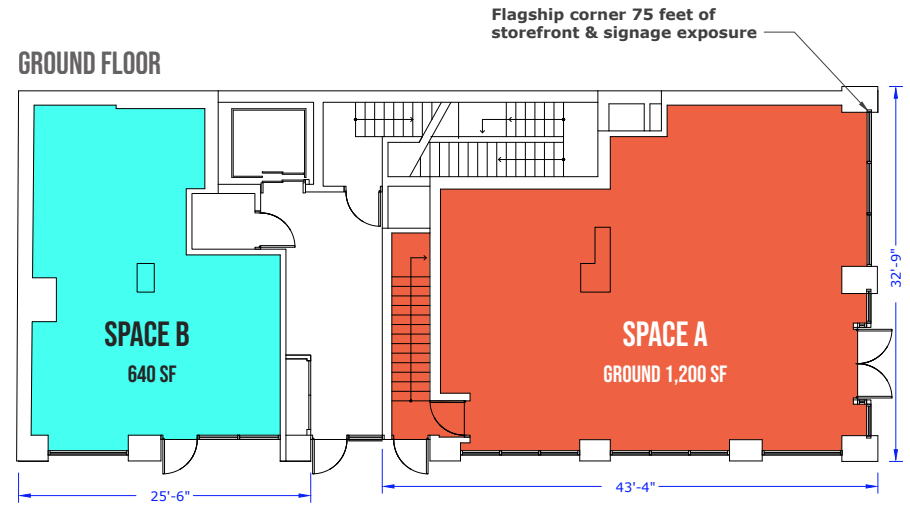 Flagship corner 75 feet of
storefront & signage exposure
GROUND FLOOR
SPACE B
640 SF
SPACE A
GROUND 1,200 SF
32'-9"
25'-6"
43'-4"